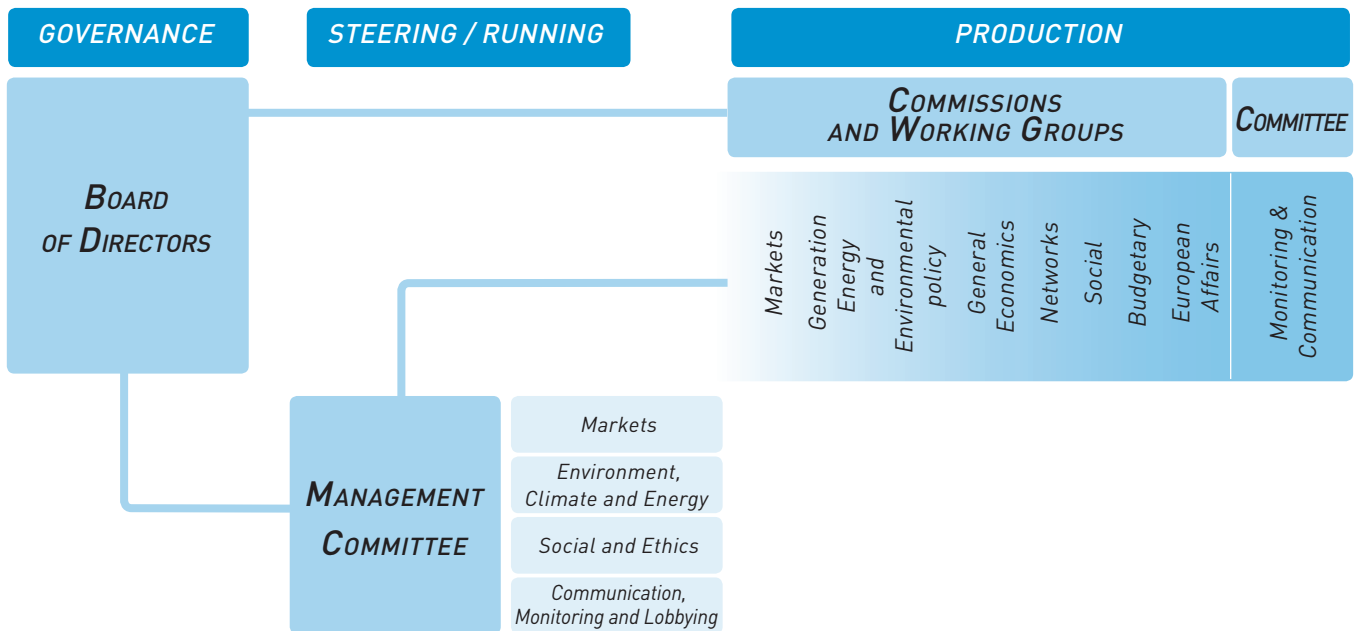 GOVERNANCE
STEERING / RUNNING
PRODUCTION
BOARD
OF DIRECTORS
COMMISSIONS
AND WORKING GROUPS
COMMITTEE
Markets
Generation
Energy
and
Environmental
policy
General
Economics
Networks
Social
Budgetary
European
Affairs
Monitoring &
Communication
MANAGEMENT
COMMITTEE
Markets
Environment,
Climate and Energy
Social and Ethics
Communication,
Monitoring and Lobbying